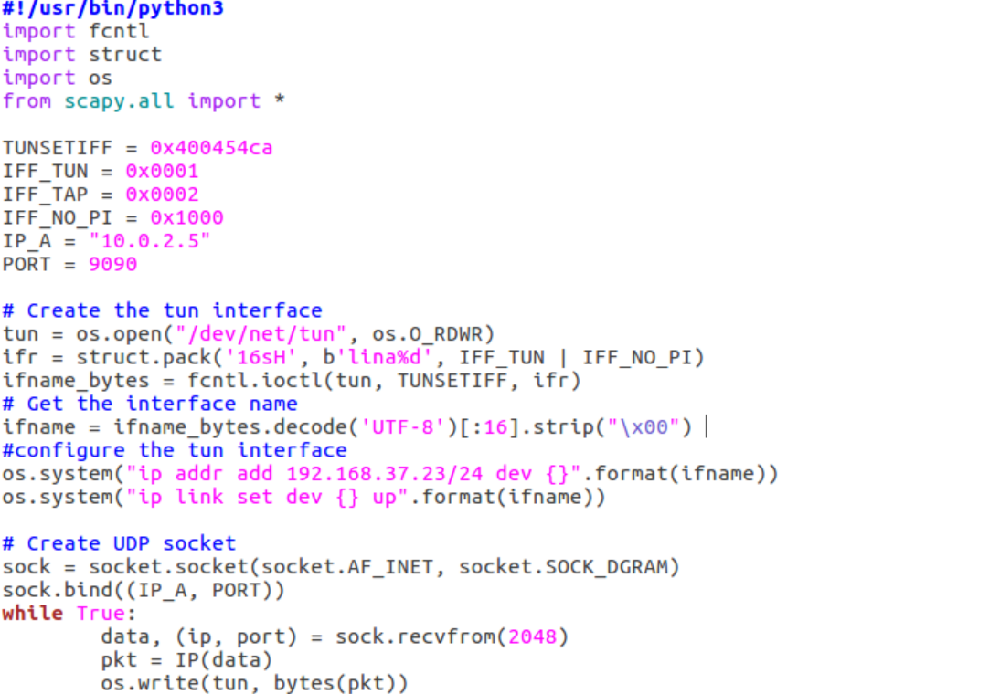 #!/usr/bin/python3
import fcntl
import struct
import os
from scapy.all import *
TUNSETIFF = 0x400454ca
IFF_TUN = 0x0001
IFF_TAP = 0x0002
IFF_NO_PI = 0x1000
IP_A = "10.0.2.5"
PORT = 9090
# Create the tun interface
tun = os.open("/dev/net/tun", os.O_RDWR)
ifr = struct.pack('16sH', b'lina%d', IFF_TUN | IFF_NO_PI)
ifname_bytes = fcntl.ioctl(tun, TUNSETIFF, ifr)
# Get the interface name
ifname = ifname_bytes.decode('UTF-8')[:16].strip("\x00")
#configure the tun interface
os.system("ip addr add 192.168.37.23/24 dev {}".format(ifname))
os.system("ip link set dev {} up".format(ifname))
# Create UDP socket
sock = socket.socket(socket.AF_INET, socket.SOCK_DGRAM)
sock.bind((IP_A, PORT))
while True:
        data, (ip, port) = sock.recvfrom(2048)
        pkt = IP(data)
        os.write(tun, bytes(pkt))